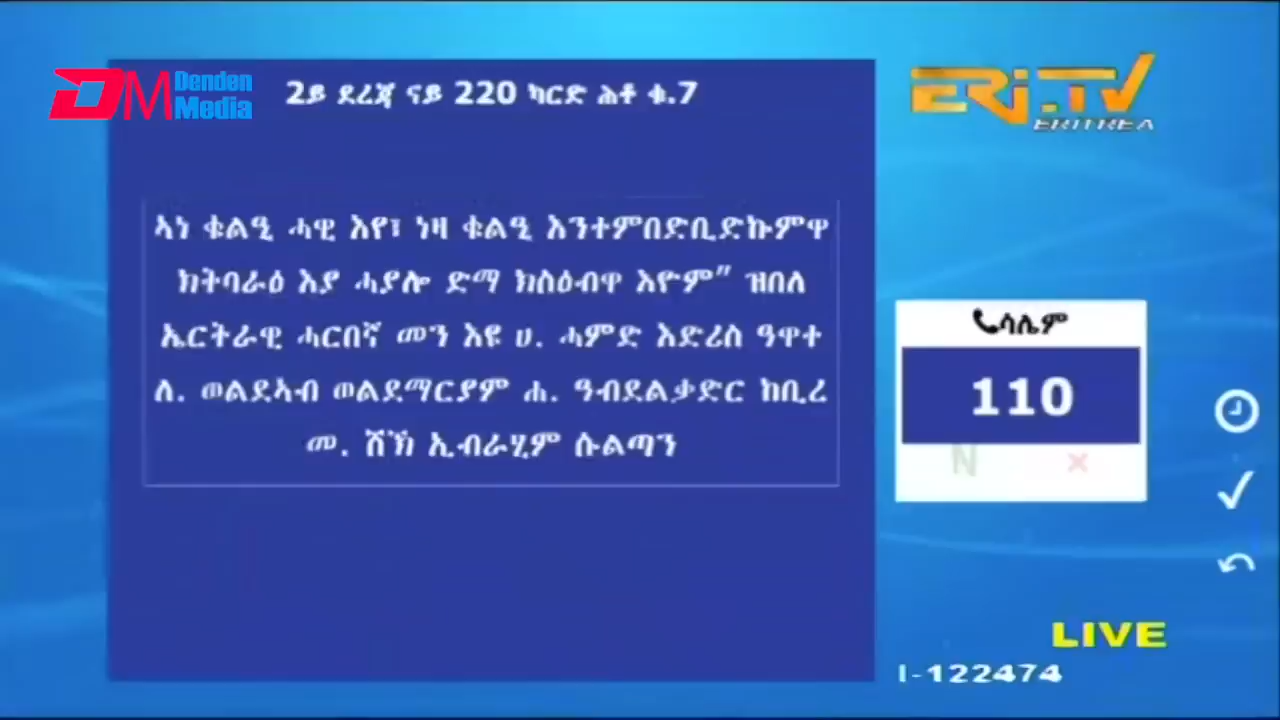 DM Denden Media
2ይ ደረጃ ናይ 220 ካርድ ሕቶ ቁ.7
ERi.TV
ERITREA
ኣነ ቁልዒ ሓዊ እየ፣ ነዛ ቁልዒ እንተምበድቢድኩምዋ
ክትባራዕ እያ ሓያሎ ድማ ክስዕብዋ እዮም” ዝበለ
ኤርትራዊ ሓርበኛ መን እዩ ሀ. ሓምድ እድሪስ ዓዋተ
ለ. ወልደኣብ ወልደማርያም ሐ. ዓብደልቃድር ከቢረ
መ. ሽኽ ኢብራሂም ሱልጣን
ሳሌም
110
N ×
LIVE
I-122474